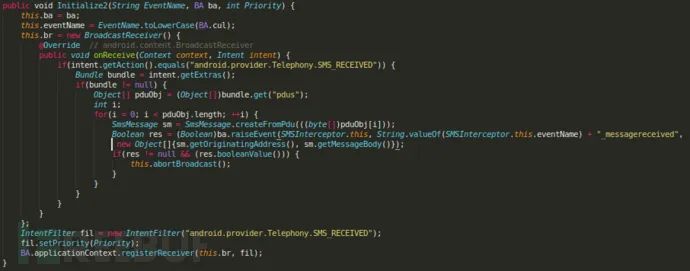 public void Initialize2(String EventName, BA ba, int Priority) {
this.ba = ba;
this.eventName = EventName.toLowerCase(BA.cul);
this.br = new BroadcastReceiver() {
@Override // android.content.BroadcastReceiver
public void onReceive(Context context, Intent intent) {
if(intent.getAction().equals("android.provider.Telephony.SMS_RECEIVED")) {
Bundle bundle = intent.getExtras();
if(bundle != null) {
Object[] pduObj = (Object[])bundle.get("pdus");
int i;
for(i = 0; i < pduObj.length; ++i) {
SmsMessage sm = SmsMessage.createFromPdu(((byte[])pduObj[i]));
Boolean res = (Boolean)ba.raiseEvent(SMSInterceptor.this, String.valueOf(SMSInterceptor.this.eventName) + "_messagereceived",
new Object[]{sm.getOriginatingAddress(), sm.getMessageBody()});
if(res != null && (res.booleanValue())) {
this.abortBroadcast();
}
}
}
}
}
};
IntentFilter fil = new IntentFilter("android.provider.Telephony.SMS_RECEIVED");
fil.setPriority(Priority);
BA.applicationContext.registerReceiver(this.br, fil);
}